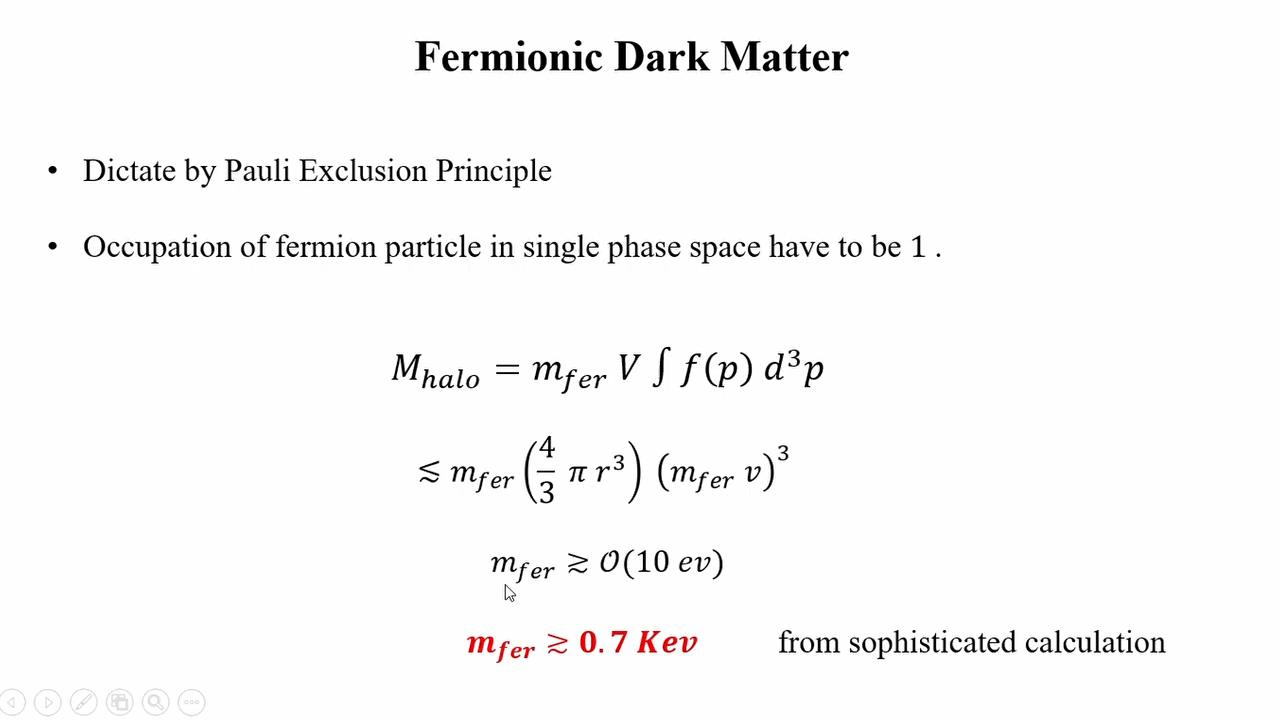 Fermionic Dark Matter
• Dictate by Pauli Exclusion Principle
• Occupation of fermion particle in single phase space have to be 1 .
M_{halo} = m_{fer} V ∫ f(p) d³p
≲ m_{fer} (4/3 π r³) (m_{fer} v)³
m_{fer} ≳ 𝒪(10 ev)
m_{fer} ≳ 0.7 Kev from sophisticated calculation